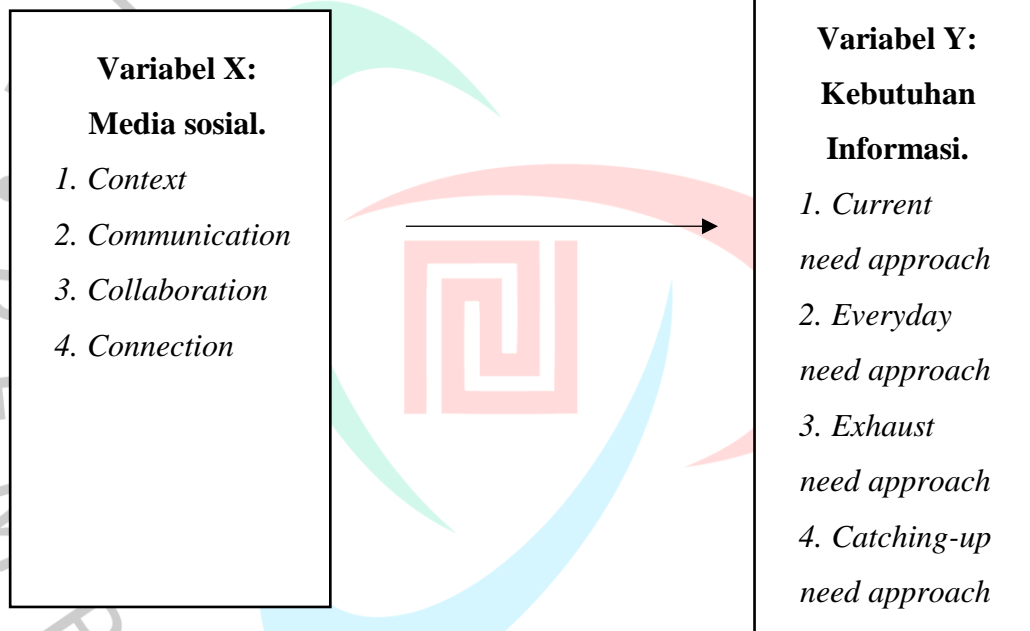 Variabel X:
Media sosial.
1. Context
2. Communication
3. Collaboration
4. Connection
Variabel Y:
Kebutuhan
Informasi.
1. Current
need approach
2. Everyday
need approach
3. Exhaust
need approach
4. Catching-up
need approach